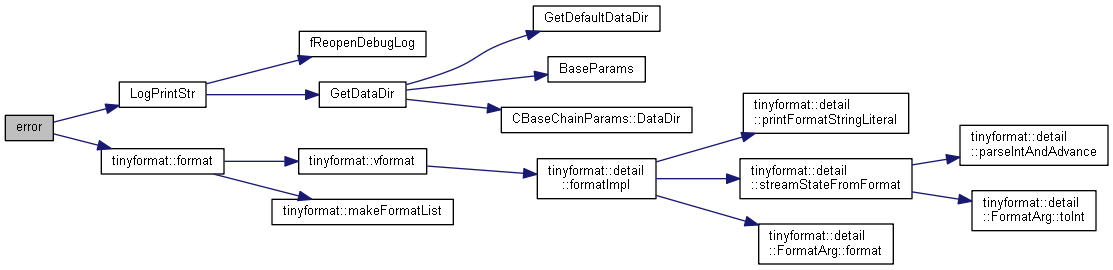 error
LogPrintStr
fReopenDebugLog
GetDataDir
GetDefaultDataDir
BaseParams
CBaseChainParams::DataDir
tinyformat::format
tinyformat::vformat
tinyformat::makeFormatList
tinyformat::detail
::formatImpl
tinyformat::detail
::printFormatStringLiteral
tinyformat::detail
::streamStateFromFormat
tinyformat::detail
::FormatArg::format
tinyformat::detail
::parseIntAndAdvance
tinyformat::detail
::FormatArg::toInt